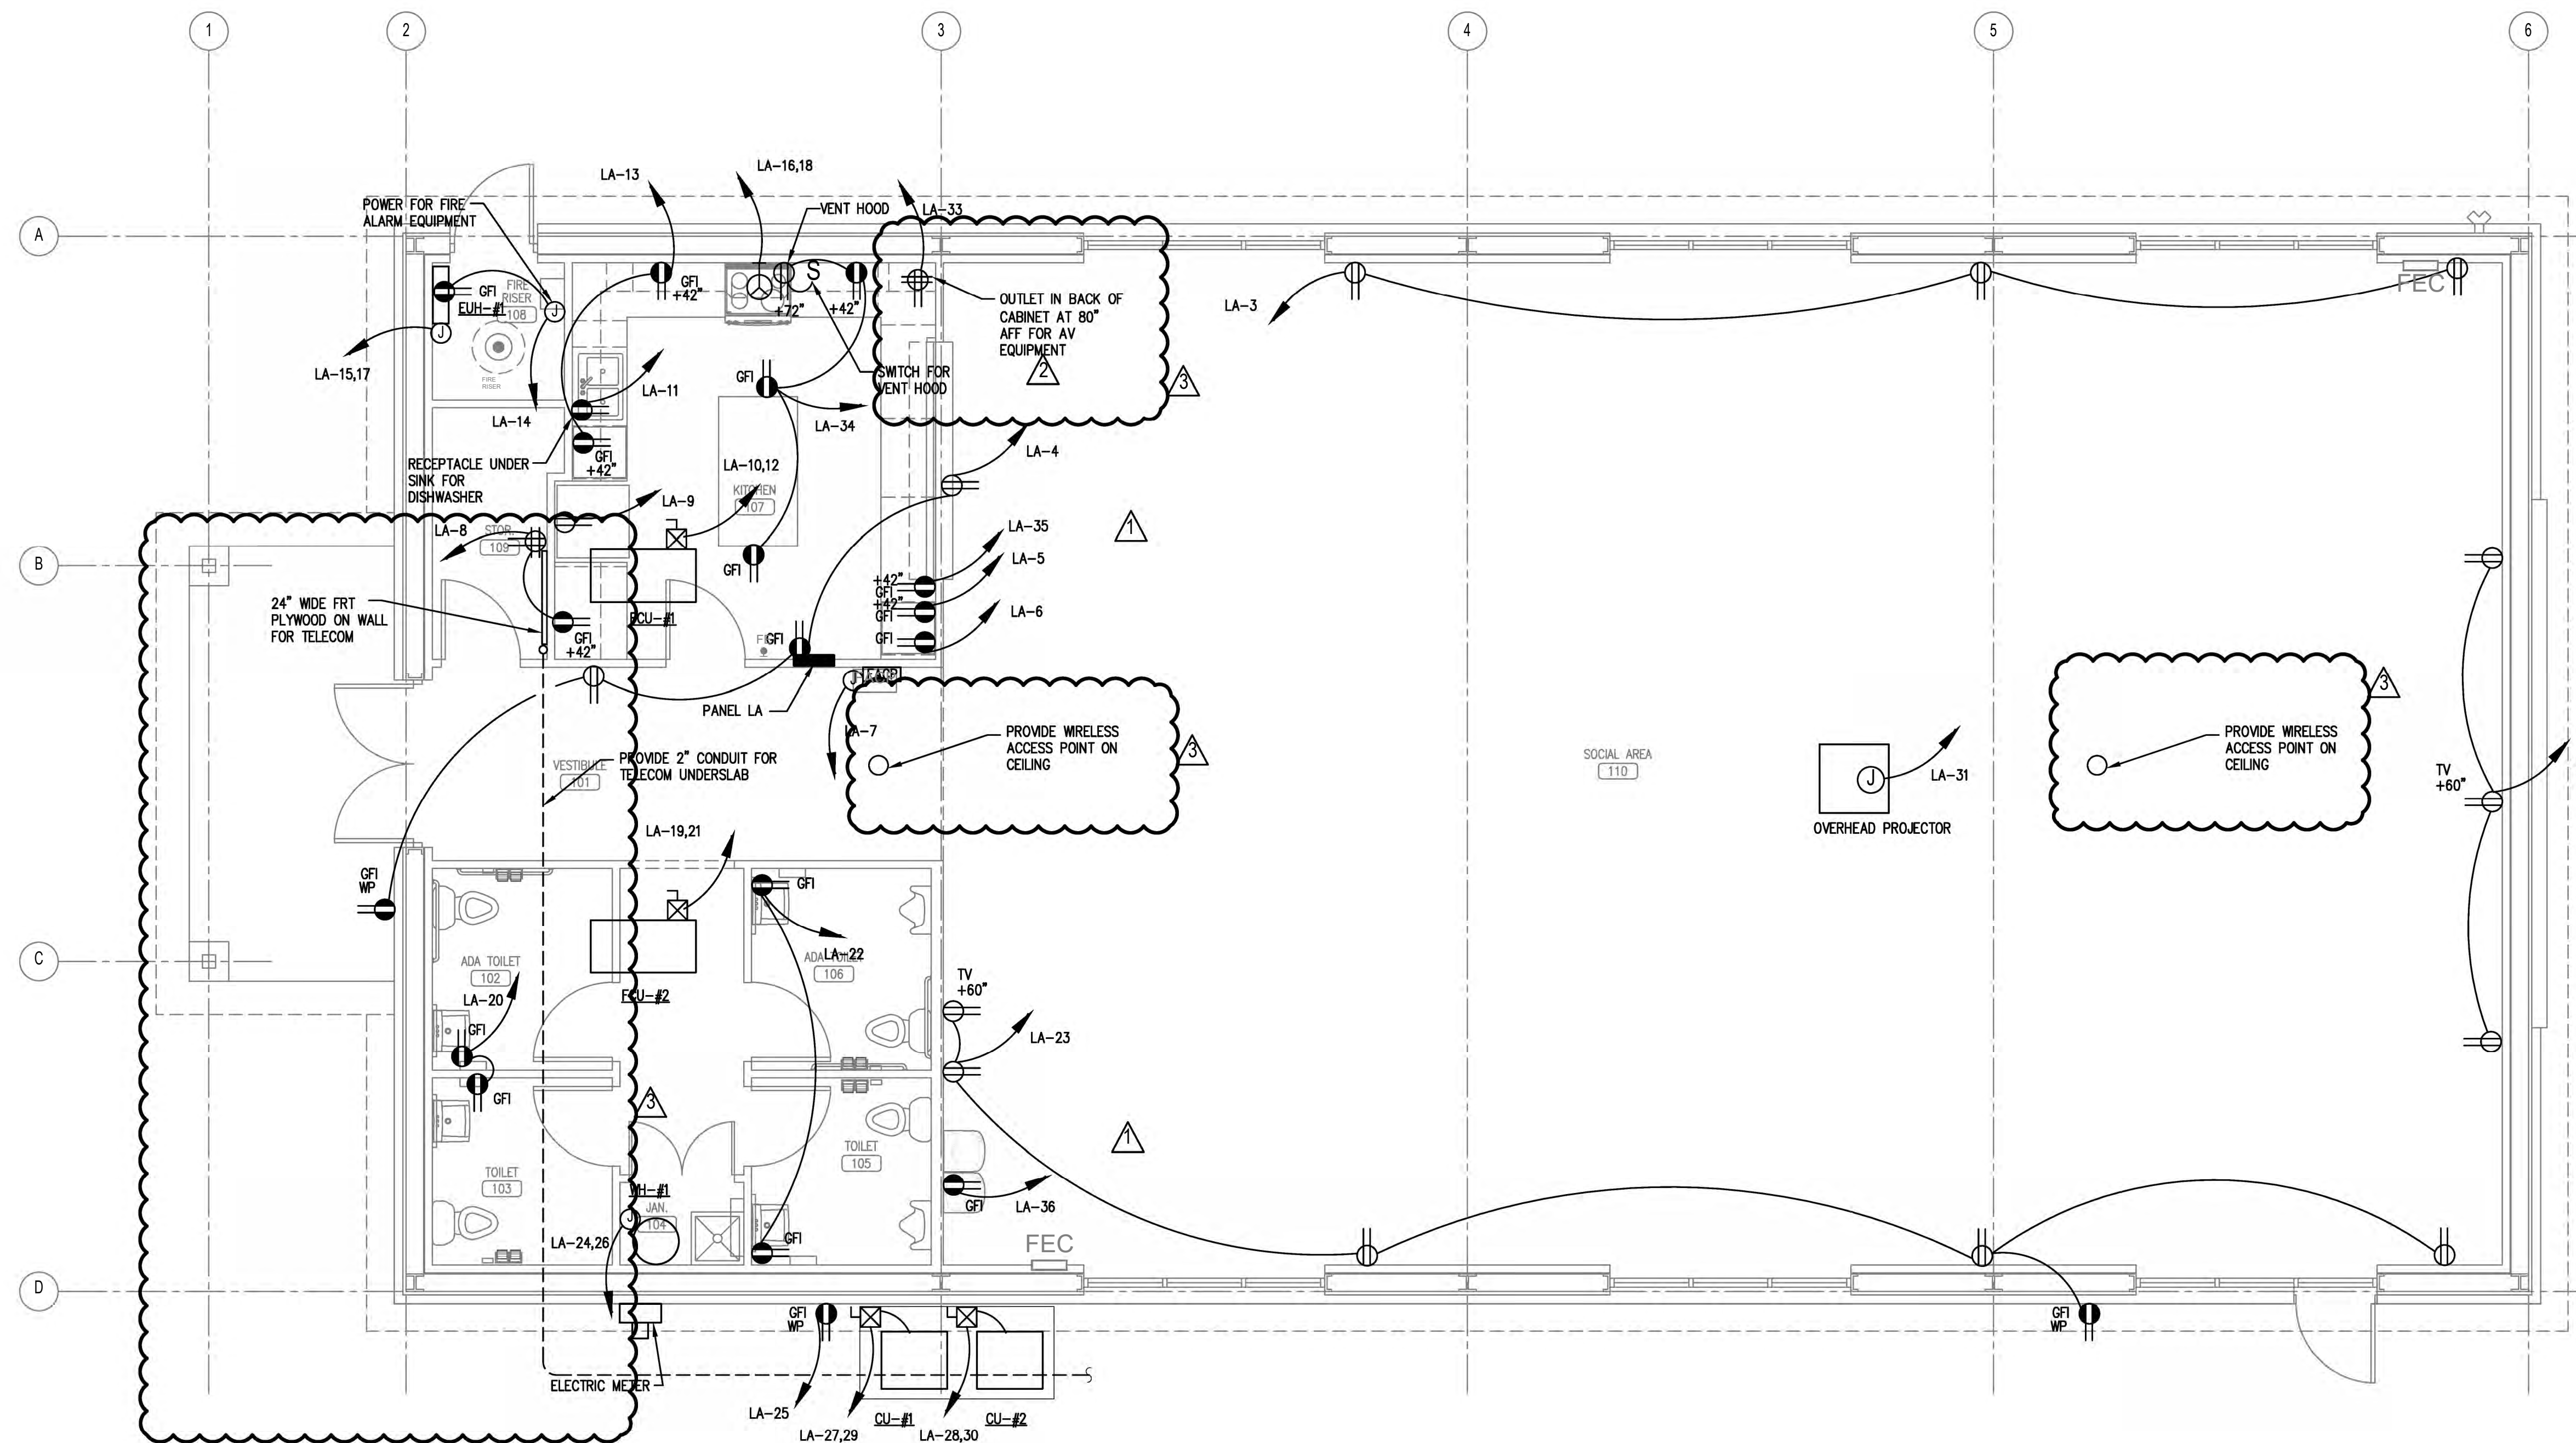 1
2
3
4
5
6
A
B
C
D
LA-13
LA-16,18
POWER FOR FIRE
ALARM EQUIPMENT
VENT HOOD
LA-33
S
GFI
+42"
+72"
+42"
GFI
FIRE
RISER
108
EUH-#1
J
J
FIRE
RISER
OUTLET IN BACK OF
CABINET AT 80"
AFF FOR AV
EQUIPMENT
2
3
LA-3
FEC
LA-15,17
LA-11
GFI
SWITCH FOR
VENT HOOD
LA-14
LA-34
LA-4
GFI
+42"
RECEPTACLE UNDER
SINK FOR
DISHWASHER
LA-10,12
KITCHEN
107
LA-9
LA-8
STOR.
109
LA-35
1
LA-5
GFI
+42"
GFI
+42"
GFI
LA-6
GFI
24" WIDE FRT
PLYWOOD ON WALL
FOR TELECOM
FCU-#1
GFI
GFI
+42"
FACP
J
PANEL LA
LA-7
PROVIDE WIRELESS
ACCESS POINT ON
CEILING
3
SOCIAL AREA
110
J
LA-31
OVERHEAD PROJECTOR
PROVIDE WIRELESS
ACCESS POINT ON
CEILING
3
TV
+60"
VESTIBULE
101
PROVIDE 2" CONDUIT FOR
TELECOM UNDERSLAB
LA-19,21
GFI
WP
GFI
LA-22
ADA TOILET
102
ADA TOILET
106
FCU-#2
LA-20
GFI
GFI
TV
+60"
LA-23
3
1
TOILET
105
TOILET
103
WH-#1
JAN.
104
J
GFI
LA-36
LA-24,26
GFI
FEC
GFI
WP
GFI
WP
ELECTRIC METER
LA-25
CU-#1
CU-#2
LA-27,29
LA-28,30